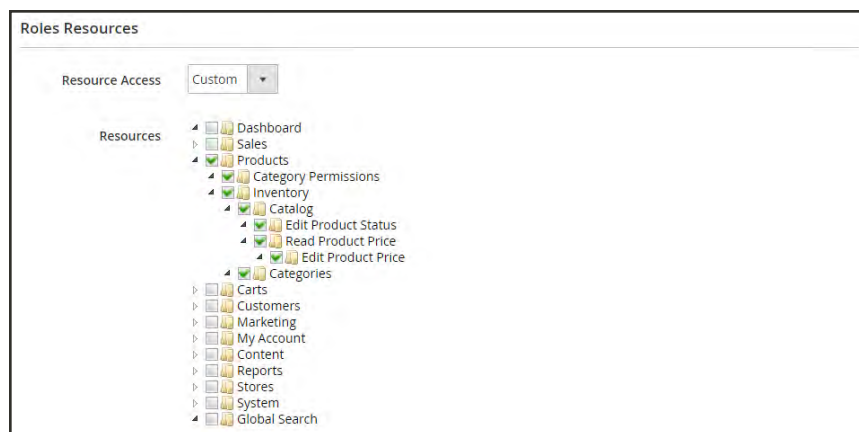 Roles Resources
Resource Access Custom
Resources
Dashboard
Sales
Products
Category Permissions
Inventory
Catalog
Edit Product Status
Read Product Price
Edit Product Price
Categories
Carts
Customers
Marketing
My Account
Content
Reports
Stores
System
Global Search